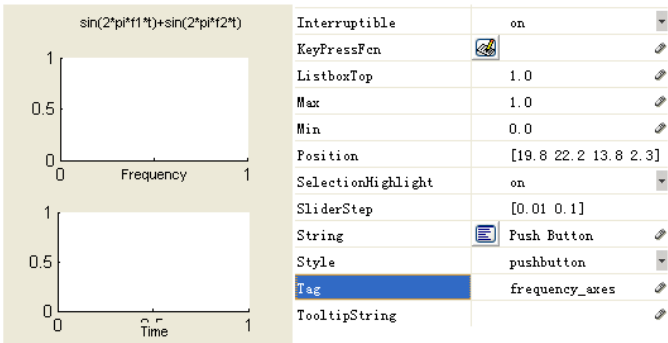 sin(2*pi*f1*t)+sin(2*pi*f2*t)
1
0.5
0
0 Frequency 1
1
0.5
0
0 Time 1
Interruptible on
KeyPressFcn
ListboxTop 1.0
Max 1.0
Min 0.0
Position [19.8 22.2 13.8 2.3]
SelectionHighlight on
SliderStep [0.01 0.1]
String Push Button
Style pushbutton
Tag frequency_axes
TooltipString